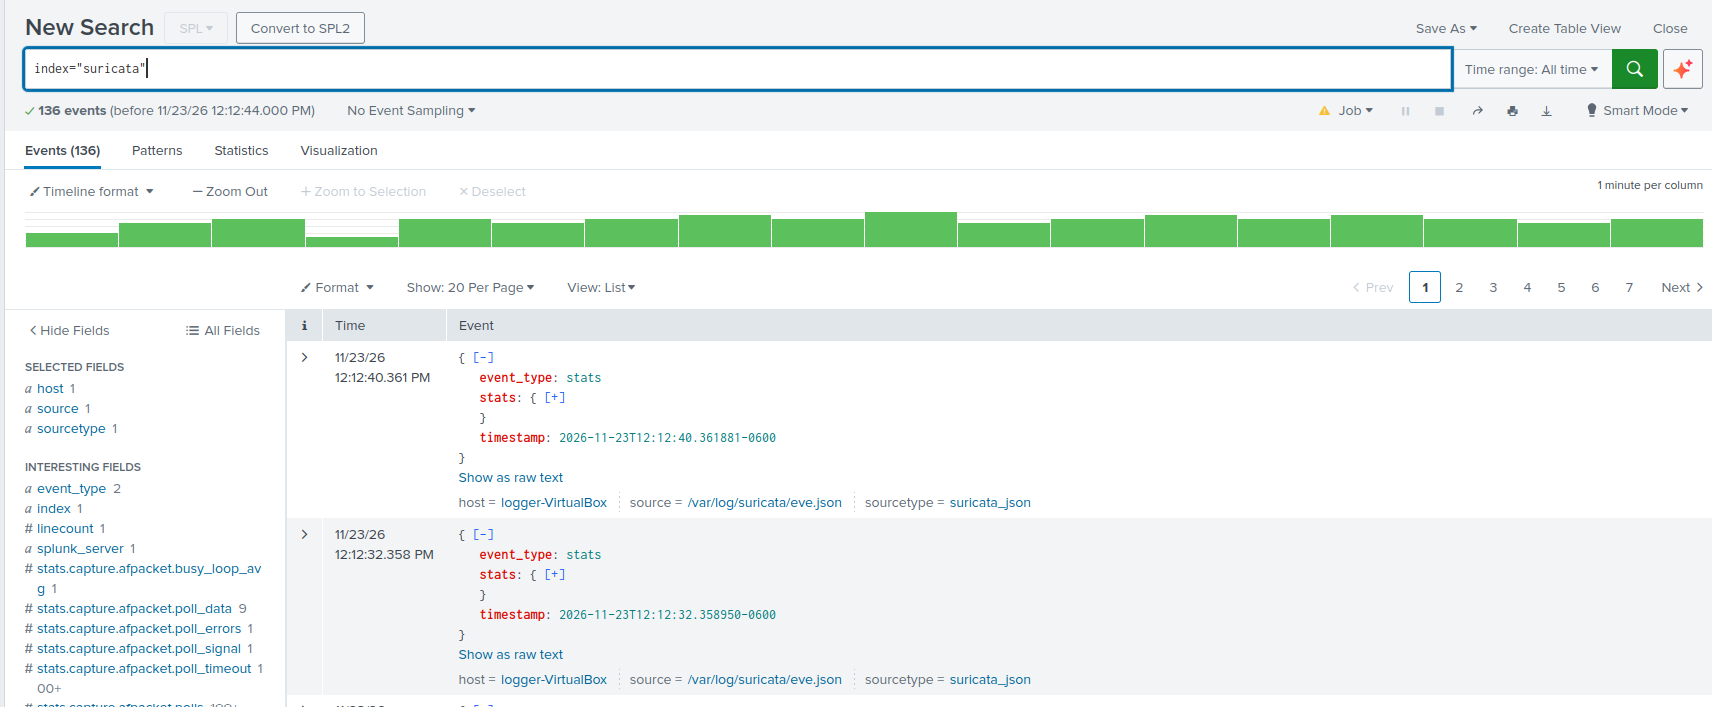 New Search SPL Convert to SPL2 Save As Create Table View Close
index="suricata" Time range: All time
136 events (before 11/23/26 12:12:44.000 PM) No Event Sampling Job Smart Mode
Events (136) Patterns Statistics Visualization
Timeline format Zoom Out Zoom to Selection Deselect 1 minute per column
Format Show: 20 Per Page View: List Prev 1 2 3 4 5 6 7 Next
Hide Fields All Fields
SELECTED FIELDS
a host 1
a source 1
a sourcetype 1
INTERESTING FIELDS
a event_type 2
a index 1
# linecount 1
a splunk_server 1
# stats.capture.afpacket.busy_loop_av
g 1
# stats.capture.afpacket.poll_data 9
# stats.capture.afpacket.poll_errors 1
# stats.capture.afpacket.poll_signal 1
# stats.capture.afpacket.poll_timeout 1
00+
i Time Event
11/23/26
12:12:40.361 PM
{ [-]
event_type: stats
stats: { [+]
}
timestamp: 2026-11-23T12:12:40.361881-0600
}
Show as raw text
host = logger-VirtualBox source = /var/log/suricata/eve.json sourcetype = suricata_json
11/23/26
12:12:32.358 PM
{ [-]
event_type: stats
stats: { [+]
}
timestamp: 2026-11-23T12:12:32.358950-0600
}
Show as raw text
host = logger-VirtualBox source = /var/log/suricata/eve.json sourcetype = suricata_json